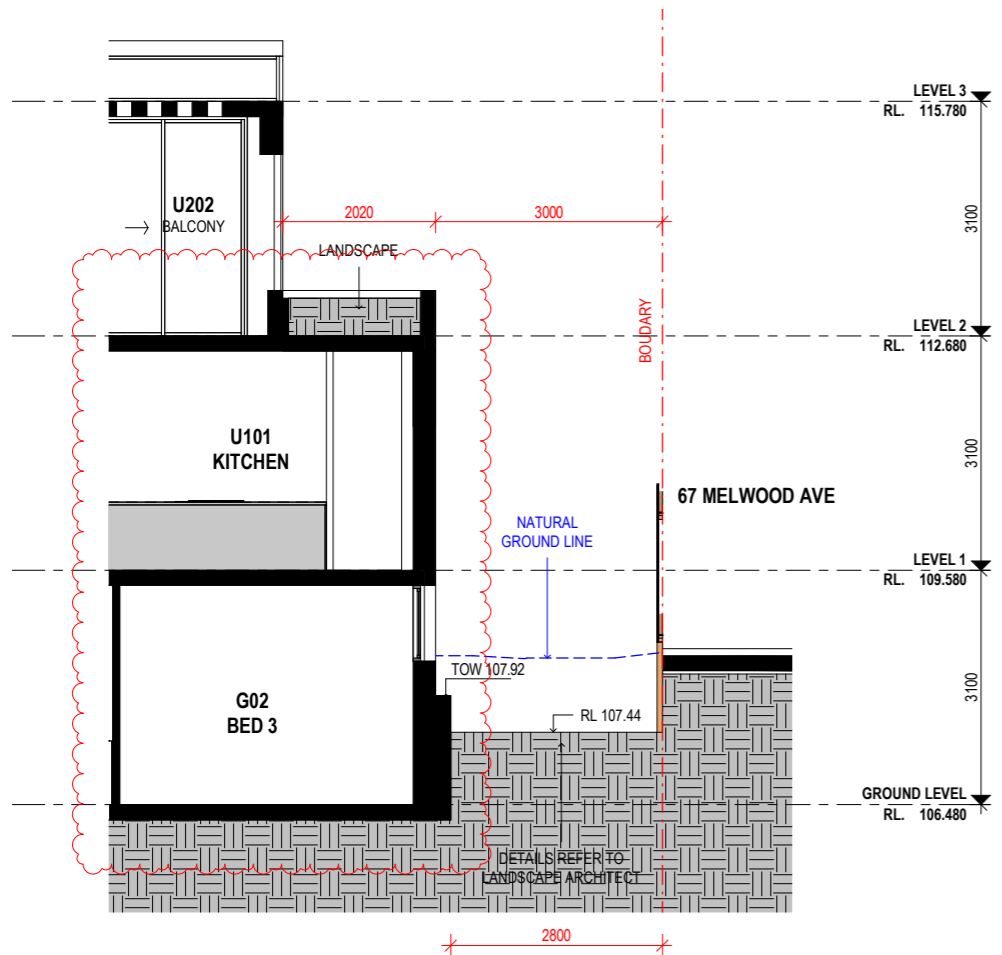 LEVEL 3
RL. 115.780
U202
BALCONY
2020
3000
3100
LANDSCAPE
BOUDARY
LEVEL 2
RL. 112.680
U101
KITCHEN
3100
67 MELWOOD AVE
NATURAL
GROUND LINE
LEVEL 1
RL. 109.580
TOW 107.92
G02
BED 3
RL 107.44
3100
GROUND LEVEL
RL. 106.480
DETAILS REFER TO
LANDSCAPE ARCHITECT
2800